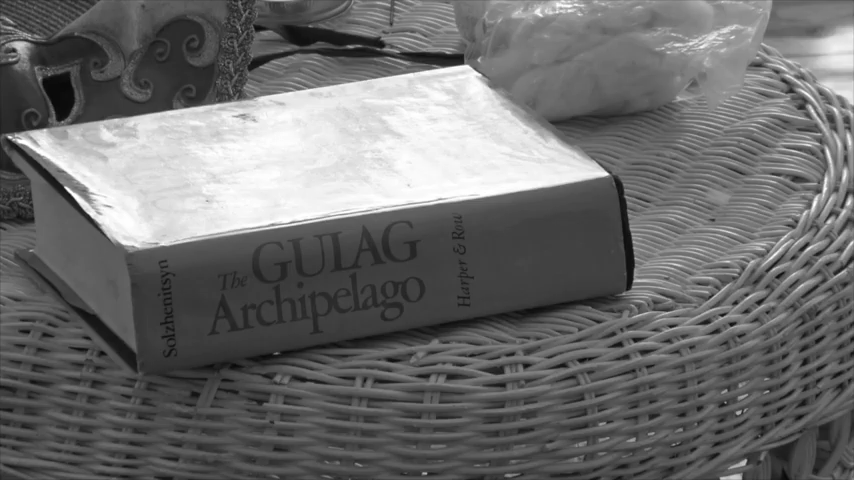 Solzhenitsyn
The GULAG
Archipelago
Harper & Row